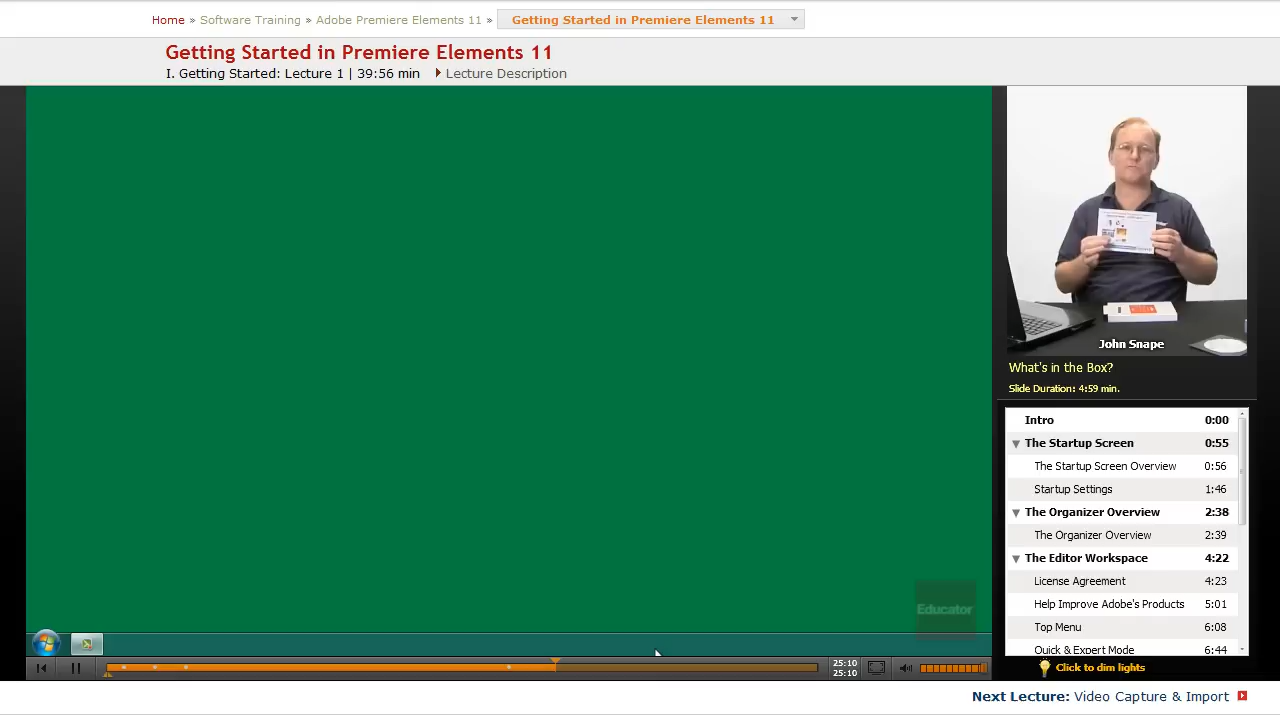 Home » Software Training » Adobe Premiere Elements 11 » Getting Started in Premiere Elements 11
Getting Started in Premiere Elements 11
I. Getting Started: Lecture 1 | 39:56 min Lecture Description
John Snape
What's in the Box?
Slide Duration: 4:59 min.
Intro 0:00
The Startup Screen 0:55
The Startup Screen Overview 0:56
Startup Settings 1:46
The Organizer Overview 2:38
The Organizer Overview 2:39
The Editor Workspace 4:22
License Agreement 4:23
Help Improve Adobe's Products 5:01
Top Menu 6:08
Quick & Expert Mode 6:44
Educator
25:10
25:10
Click to dim lights
Next Lecture: Video Capture & Import